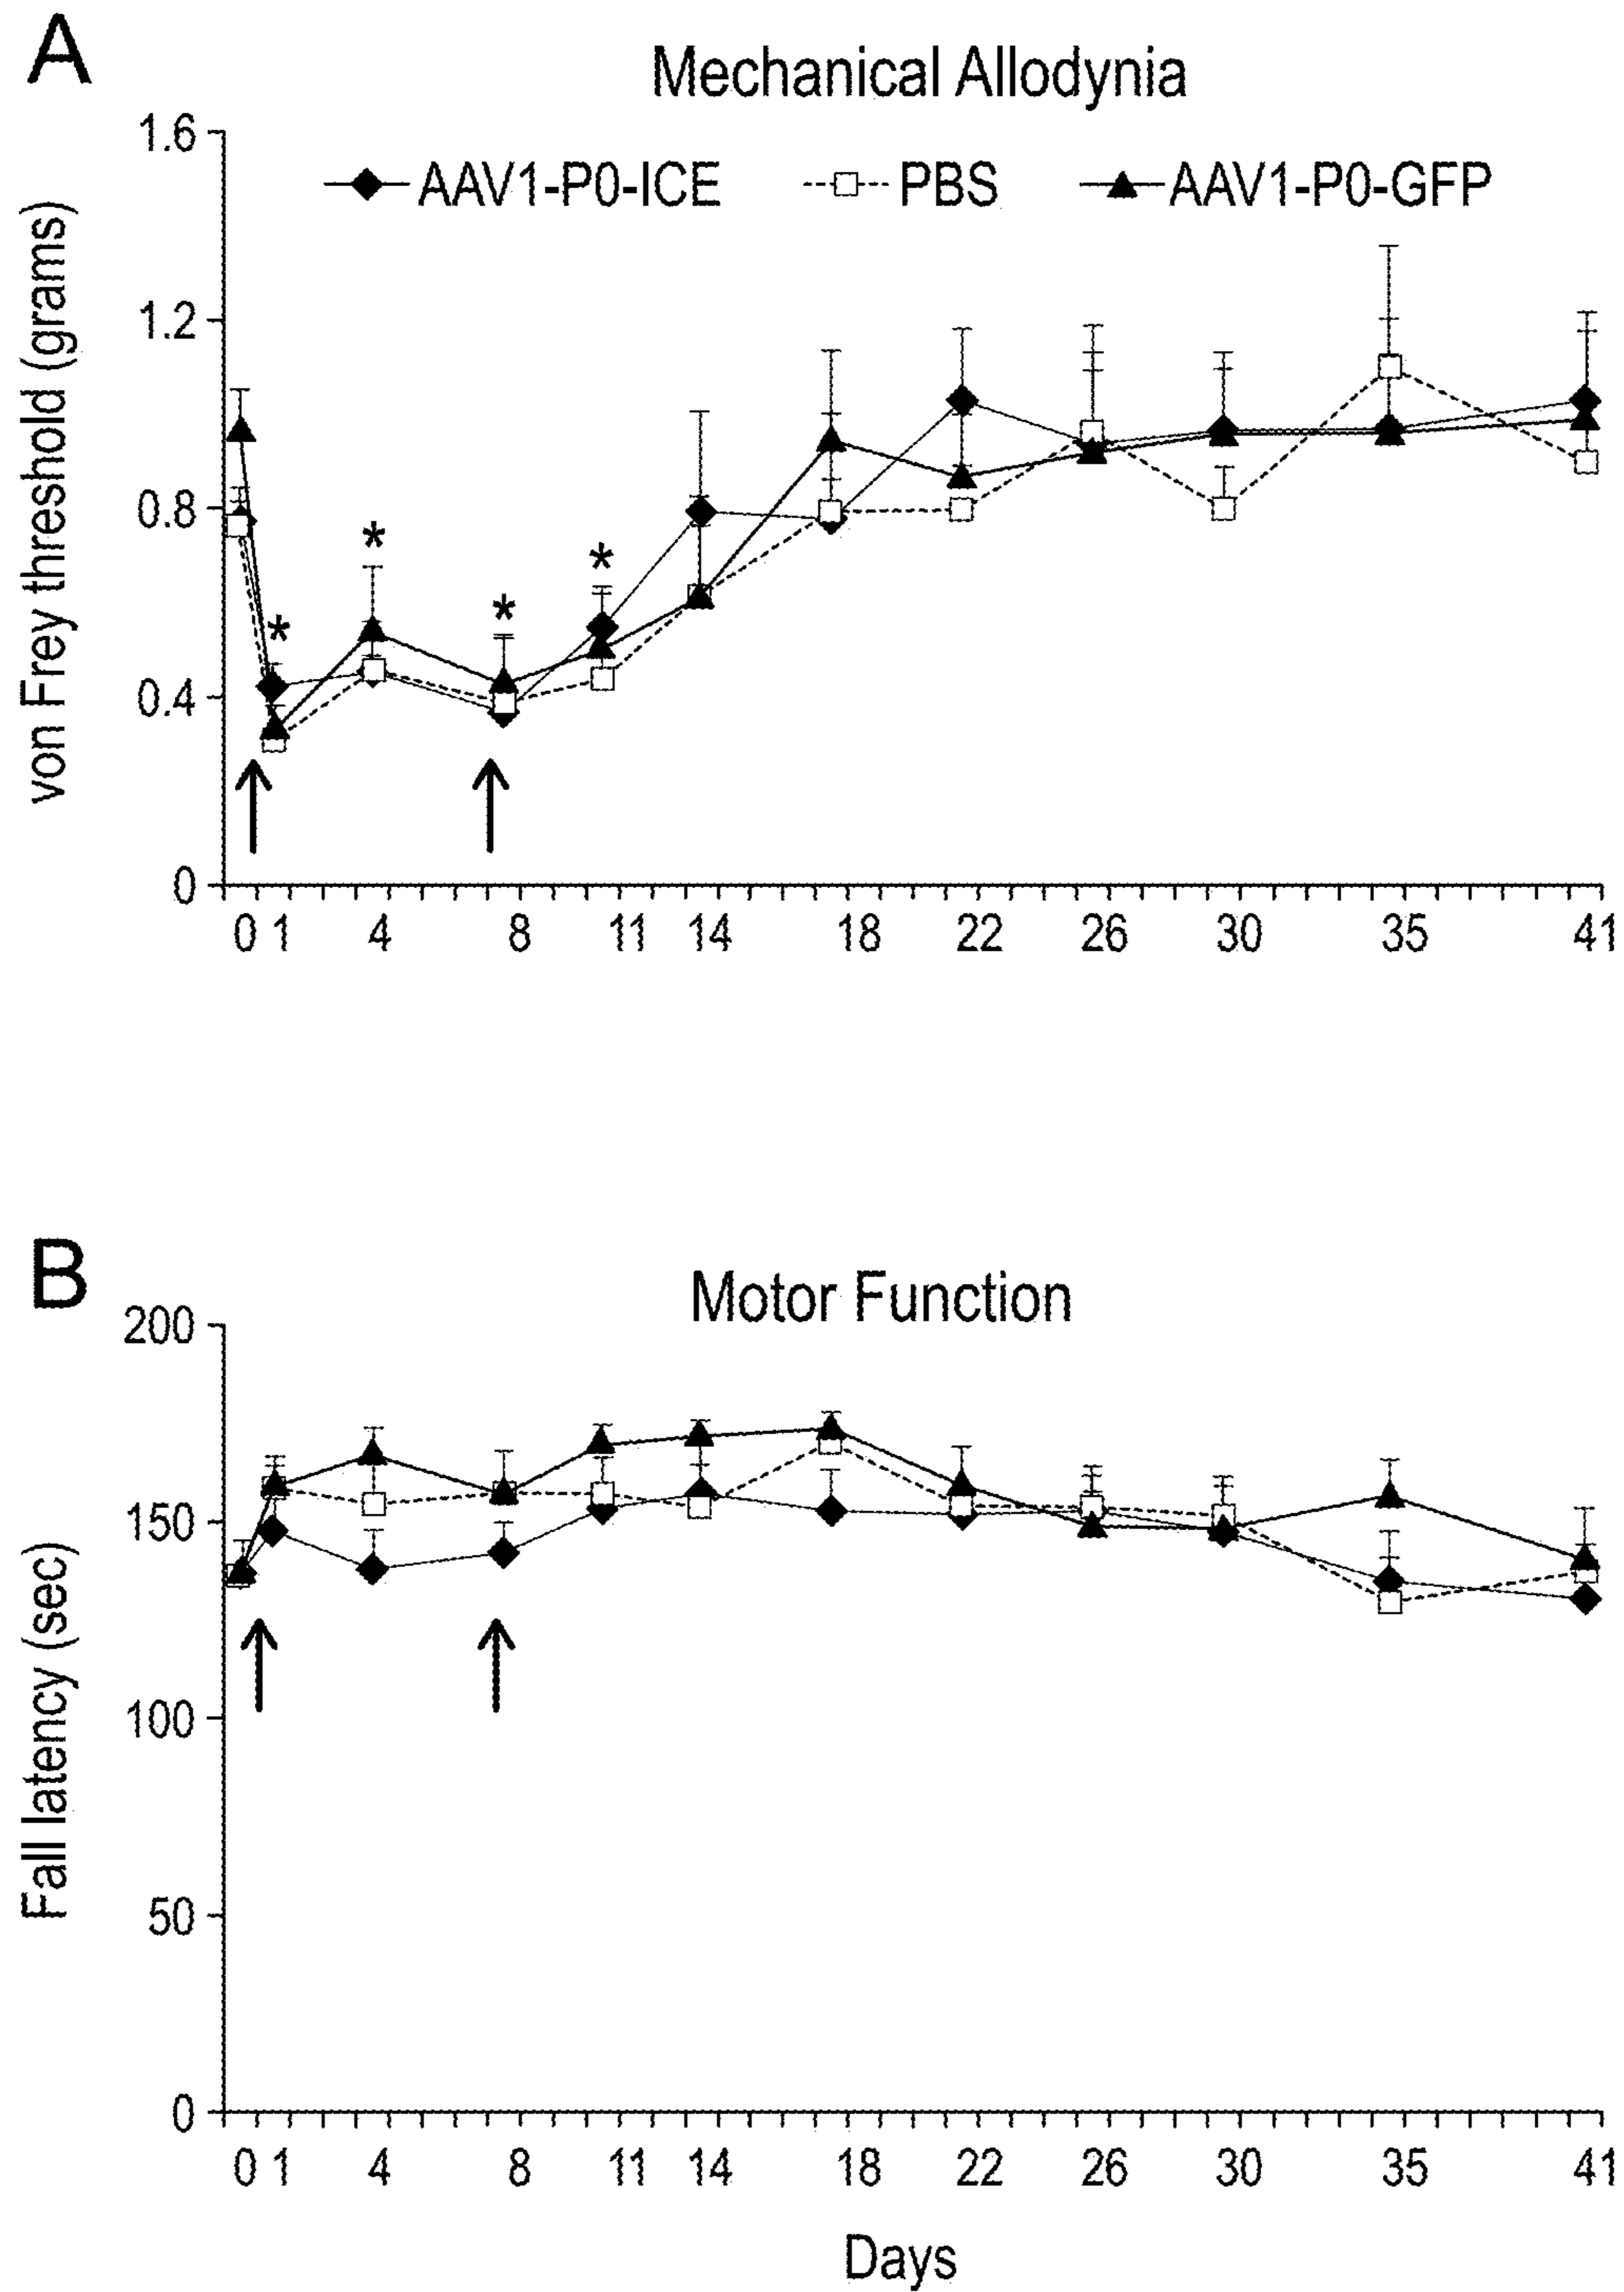 A
Mechanical Allodynia
1.6
AAV1-P0-ICE PBS AAV1-P0-GFP
von Frey threshold (grams)
1.2
0.8
* * * *
0.4
0
0 1 4 8 11 14 18 22 26 30 35 41
B
Motor Function
200
Fall latency (sec)
150
100
50
0
0 1 4 8 11 14 18 22 26 30 35 41
Days